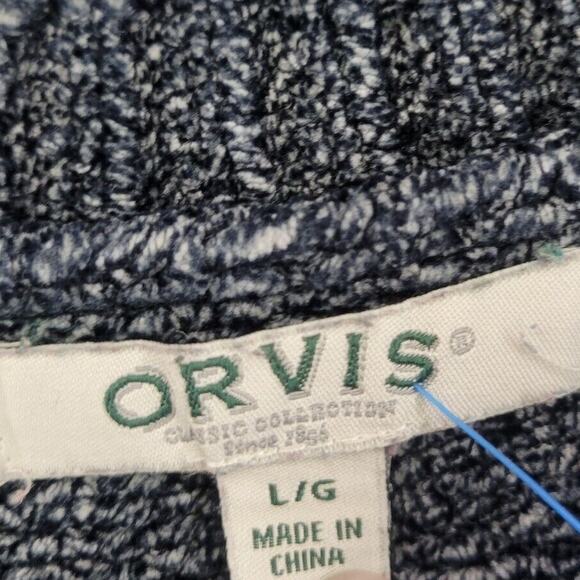 ORVIS®
CLASSIC COLLECTION
Since 1856
L/G
MADE IN
CHINA